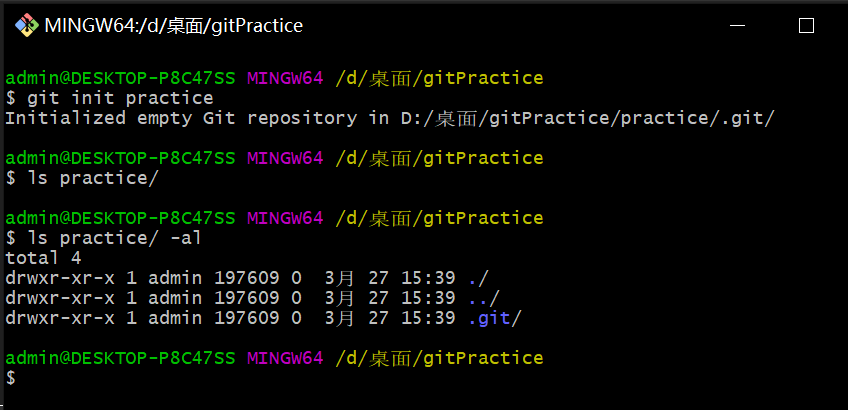 MINGW64:/d/桌面/gitPractice
admin@DESKTOP-P8C47SS MINGW64 /d/桌面/gitPractice
$ git init practice
Initialized empty Git repository in D:/桌面/gitPractice/practice/.git/
admin@DESKTOP-P8C47SS MINGW64 /d/桌面/gitPractice
$ ls practice/
admin@DESKTOP-P8C47SS MINGW64 /d/桌面/gitPractice
$ ls practice/ -al
total 4
drwxr-xr-x 1 admin 197609 0  3月 27 15:39 ./
drwxr-xr-x 1 admin 197609 0  3月 27 15:39 ../
drwxr-xr-x 1 admin 197609 0  3月 27 15:39 .git/
admin@DESKTOP-P8C47SS MINGW64 /d/桌面/gitPractice
$